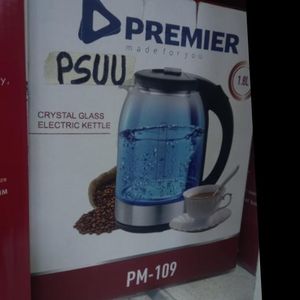 PREMIER
made for you
PSUU
1.8L
CRYSTAL GLASS
ELECTRIC KETTLE
PM-109